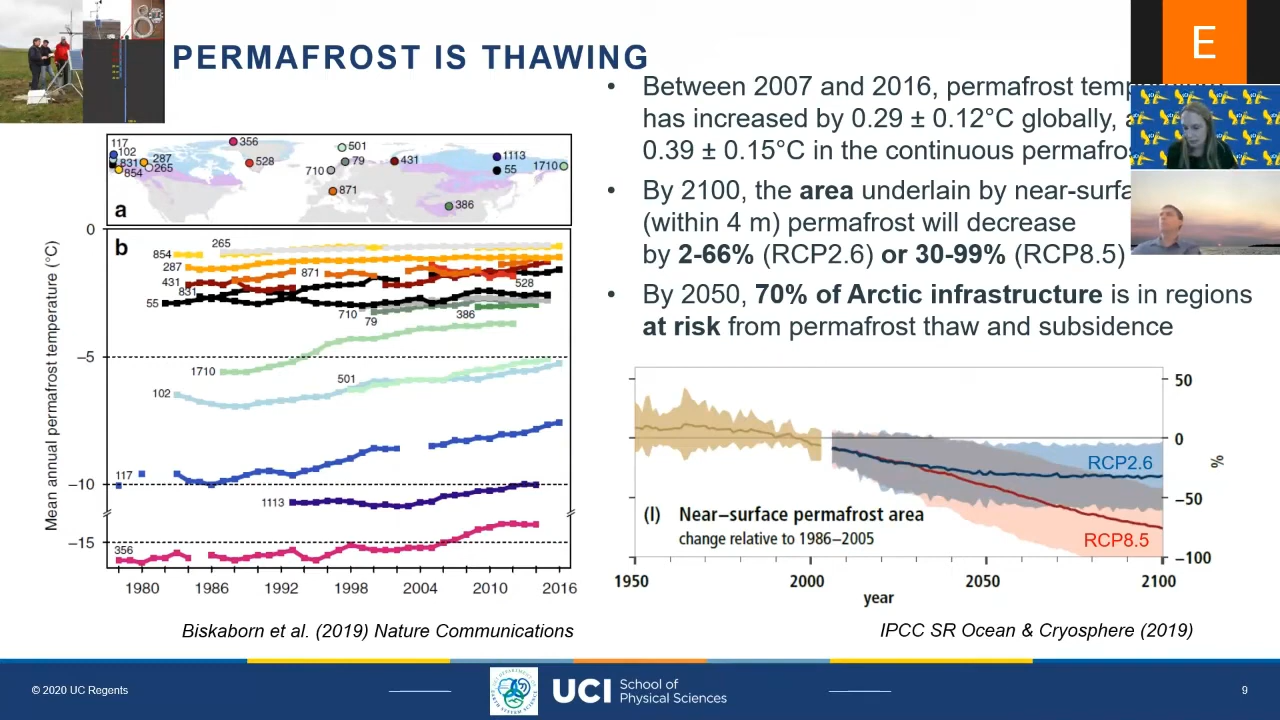 PERMAFROST IS THAWING
• Between 2007 and 2016, permafrost
has increased by 0.29 ± 0.12°C globally,
0.39 ± 0.15°C in the continuous
• By 2100, the area underlain by
(within 4 m) permafrost will decrease
by 2-66% (RCP2.6) or 30-99% (RCP8.5)
• By 2050, 70% of Arctic infrastructure is in regions
at risk from permafrost thaw and subsidence
E
117
102
831
854
287
265
356
528
501
79
710
871
431
386
1113
55
1710
a
b
Mean annual permafrost temperature (°C)
0
−5
−10
−15
854
265
287
431
831
55
871
710
79
386
528
1710
102
501
117
1113
356
1980 1986 1992 1998 2004 2010 2016
Biskaborn et al. (2019) Nature Communications
50
0
−50
−100
%
RCP2.6
RCP8.5
(l) Near−surface permafrost area
change relative to 1986−2005
1950 2000 2050 2100
year
IPCC SR Ocean & Cryosphere (2019)
© 2020 UC Regents
UCI School of
Physical Sciences
9